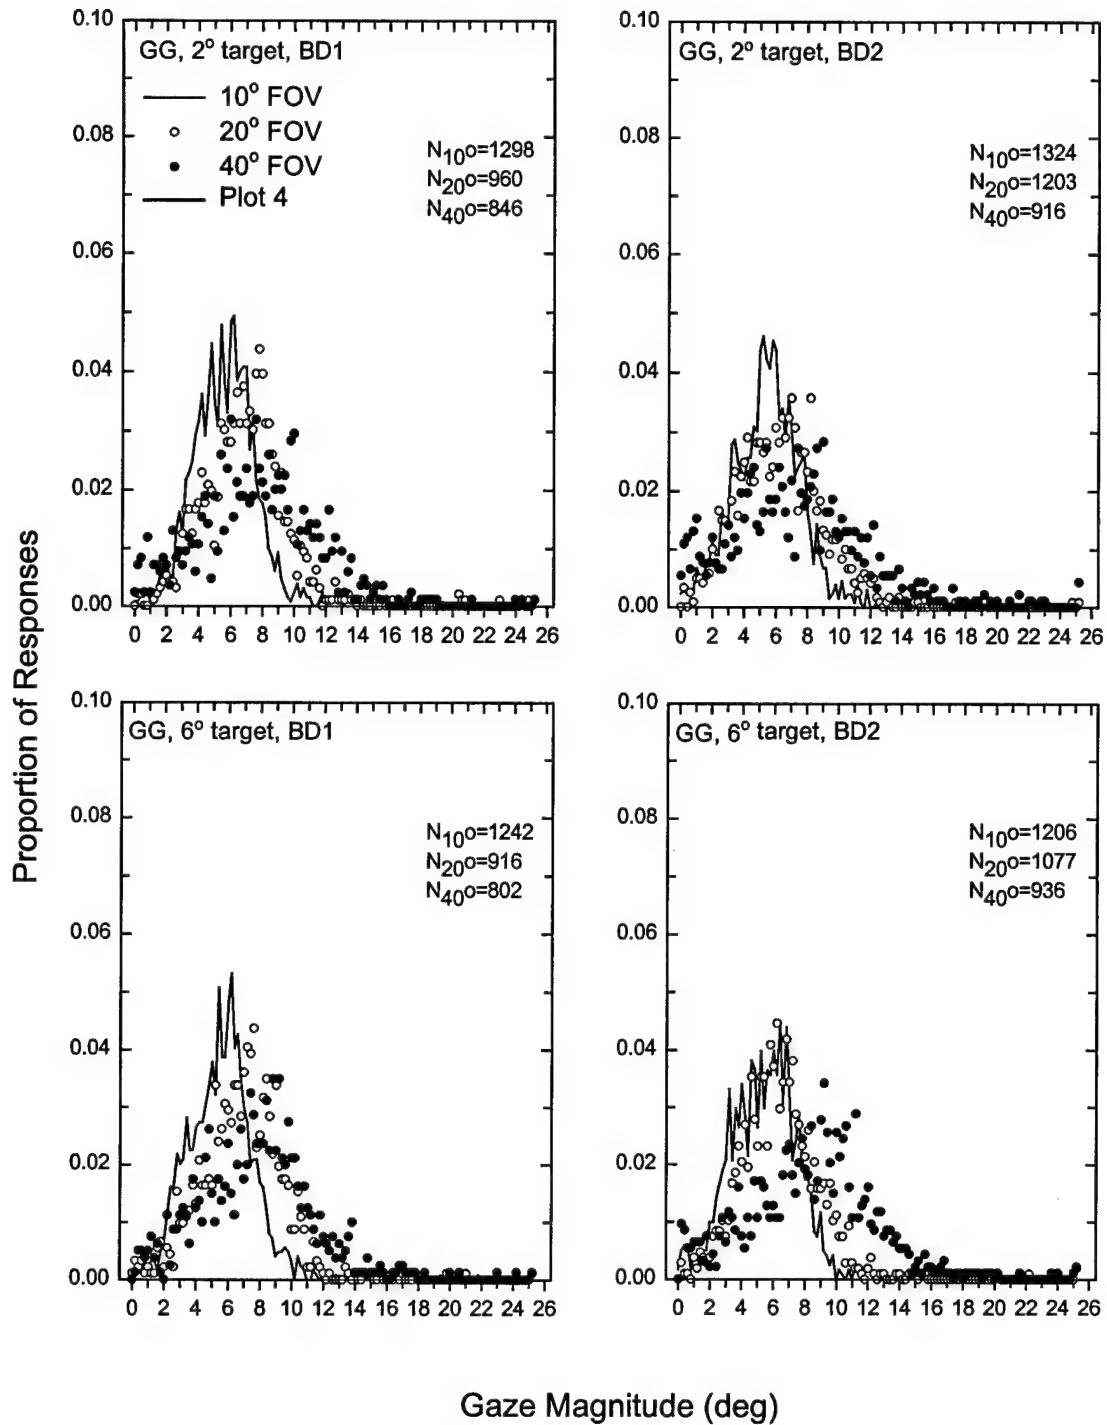 Proportion of Responses
GG, 2° target, BD1
10° FOV
20° FOV
40° FOV
Plot 4
N10o=1298
N20o=960
N40o=846
0.10
0.08
0.06
0.04
0.02
0.00
0 2 4 6 8 10 12 14 16 18 20 22 24 26
GG, 2° target, BD2
N10o=1324
N20o=1203
N40o=916
0.10
0.08
0.06
0.04
0.02
0.00
0 2 4 6 8 10 12 14 16 18 20 22 24 26
GG, 6° target, BD1
N10o=1242
N20o=916
N40o=802
0.10
0.08
0.06
0.04
0.02
0.00
0 2 4 6 8 10 12 14 16 18 20 22 24 26
GG, 6° target, BD2
N10o=1206
N20o=1077
N40o=936
0.10
0.08
0.06
0.04
0.02
0.00
0 2 4 6 8 10 12 14 16 18 20 22 24 26
Gaze Magnitude (deg)